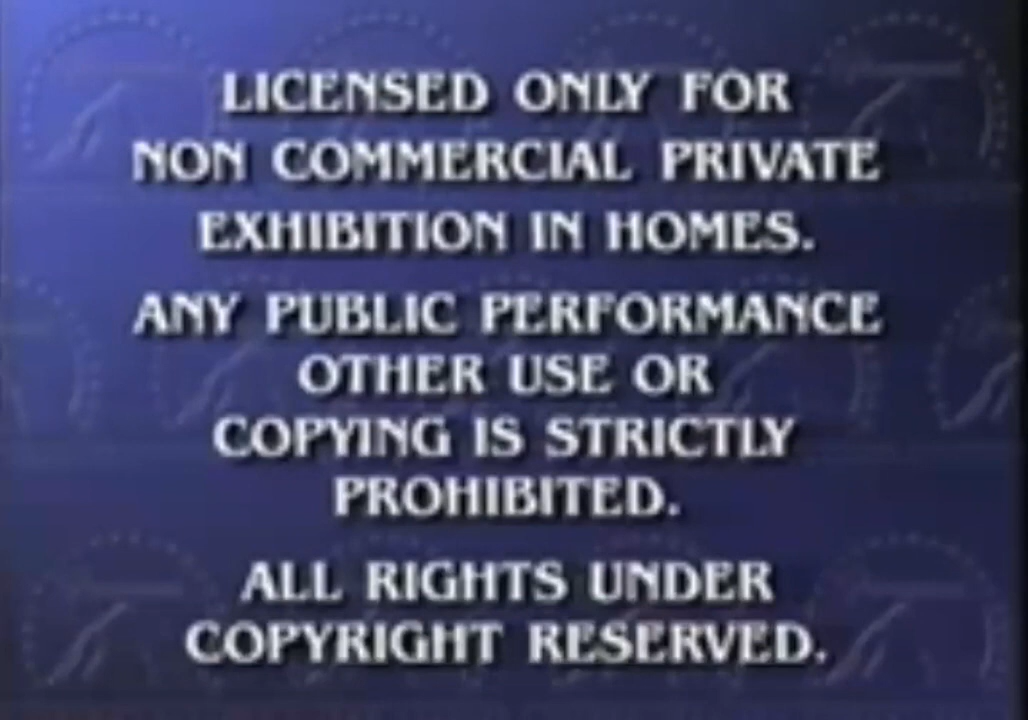 LICENSED ONLY FOR
NON COMMERCIAL PRIVATE
EXHIBITION IN HOMES.
ANY PUBLIC PERFORMANCE
OTHER USE OR
COPYING IS STRICTLY
PROHIBITED.
ALL RIGHTS UNDER
COPYRIGHT RESERVED.